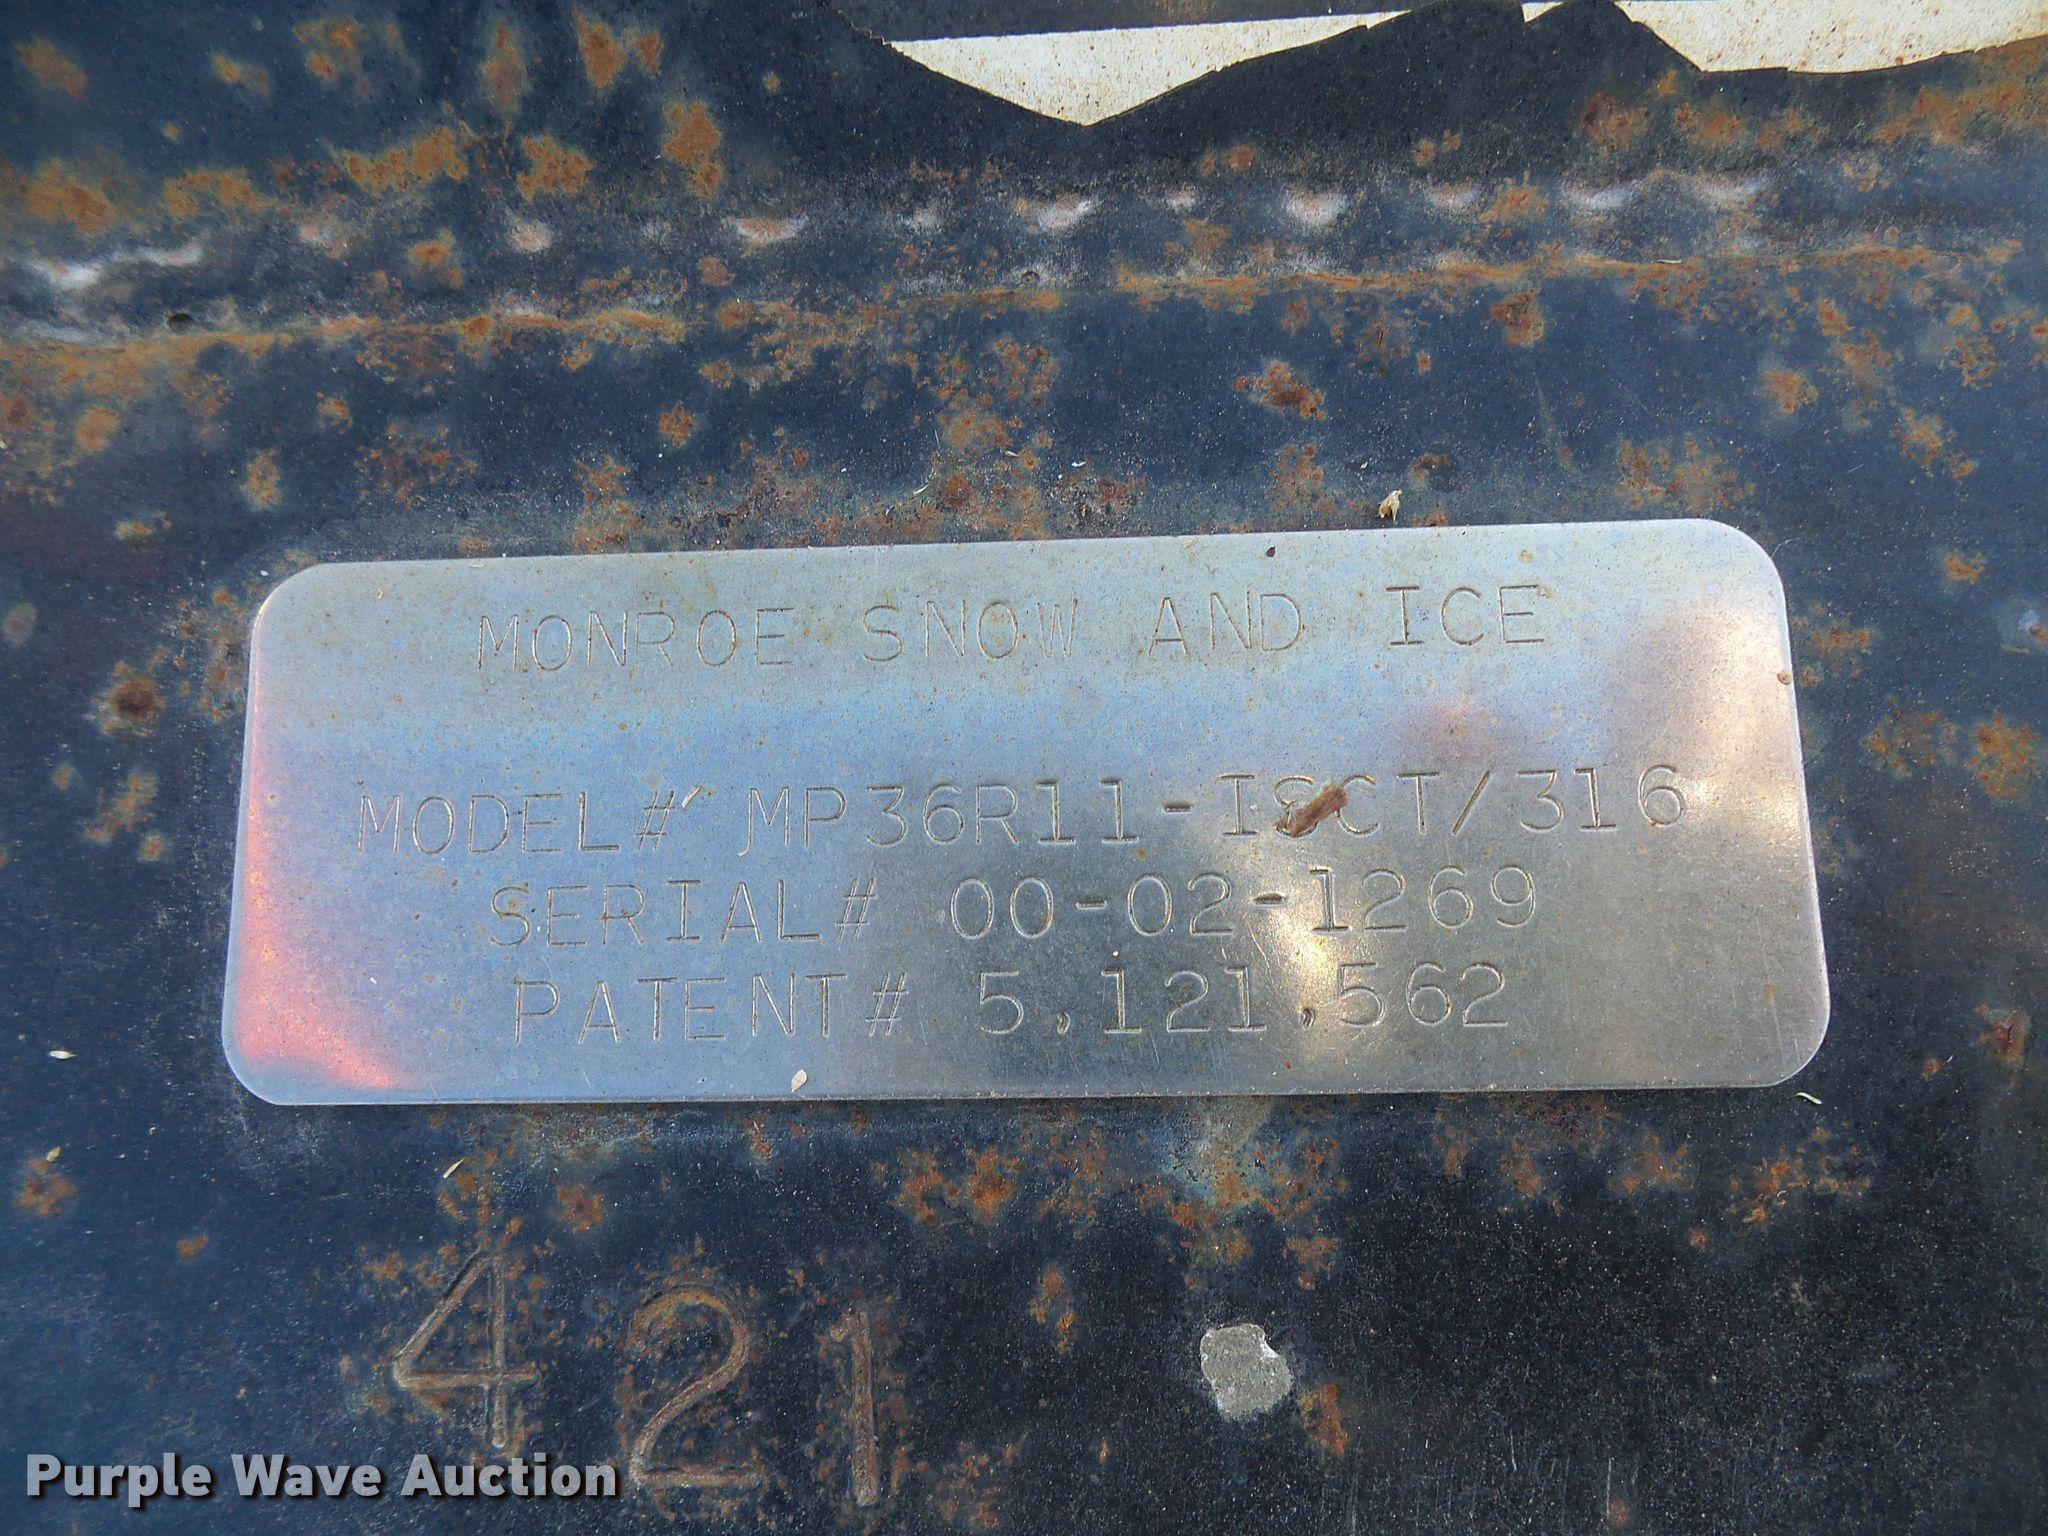 MONROE SNOW AND ICE
MODEL# MP36R11-ISCT/316
SERIAL# 00-02-1269
PATENT# 5,121,562
421
Purple Wave Auction